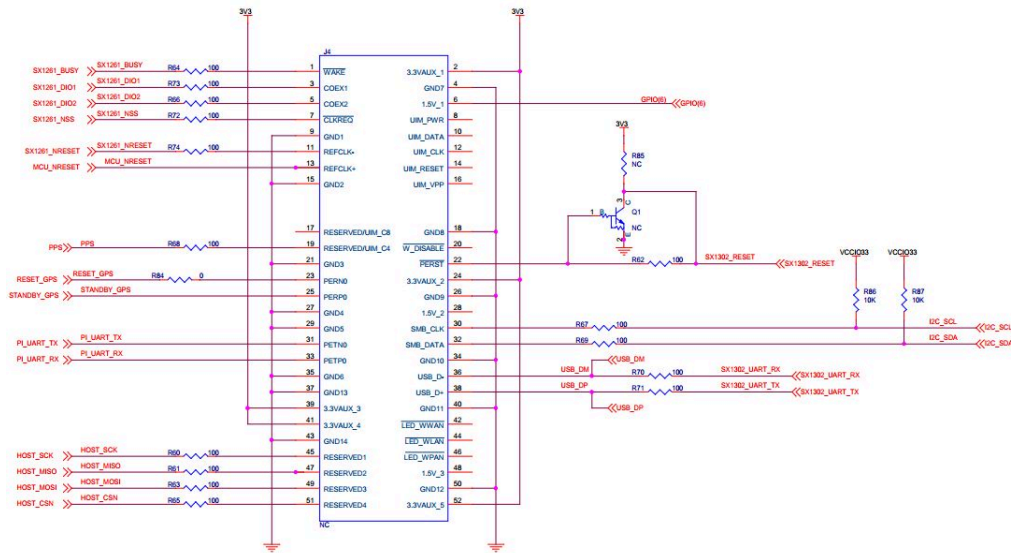 3V3 3V3
J4
SX1261_BUSY SX1261_BUSY R64 100 1 WAKE 3.3VAUX_1 2
SX1261_DIO1 SX1261_DIO1 R73 100 3 COEX1 GND7 4
SX1261_DIO2 SX1261_DIO2 R66 100 5 COEX2 1.5V_1 6 GPIO(6) GPIO(6)
SX1261_NSS SX1261_NSS R72 100 7 CLKREQ UIM_PWR 8
9 GND1 UIM_DATA 10
3V3
SX1261_NRESET SX1261_NRESET R74 100 11 REFCLK- UIM_CLK 12
MCU_NRESET MCU_NRESET 13 REFCLK+ UIM_RESET 14
R85
NC
15 GND2 UIM_VPP 16
3 C
1 B Q1
NC
2 E
17 RESERVED/UIM_C8 GND8 18
PPS PPS R68 100 19 RESERVED/UIM_C4 W_DISABLE 20
21 GND3 PERST 22 R62 100 SX1302_RESET SX1302_RESET
VCCIO33 VCCIO33
RESET_GPS RESET_GPS R84 0 23 PERN0 3.3VAUX_2 24
STANDBY_GPS STANDBY_GPS 25 PERP0 GND9 26
R86 R87
10K 10K
27 GND4 1.5V_2 28
29 GND5 SMB_CLK 30 R67 100 I2C_SCL I2C_SCL
PI_UART_TX PI_UART_TX 31 PETN0 SMB_DATA 32 R69 100 I2C_SDA I2C_SDA
PI_UART_RX PI_UART_RX 33 PETP0 GND10 34
35 GND6 USB_D- 36 USB_DM USB_DM R70 100 SX1302_UART_RX SX1302_UART_RX
37 GND13 USB_D+ 38 USB_DP R71 100 SX1302_UART_TX SX1302_UART_TX
39 3.3VAUX_3 GND11 40 USB_DP
41 3.3VAUX_4 LED_WWAN 42
43 GND14 LED_WLAN 44
HOST_SCK HOST_SCK R60 100 45 RESERVED1 LED_WPAN 46
HOST_MISO HOST_MISO R61 100 47 RESERVED2 1.5V_3 48
HOST_MOSI HOST_MOSI R63 100 49 RESERVED3 GND12 50
HOST_CSN HOST_CSN R65 100 51 RESERVED4 3.3VAUX_5 52
NC